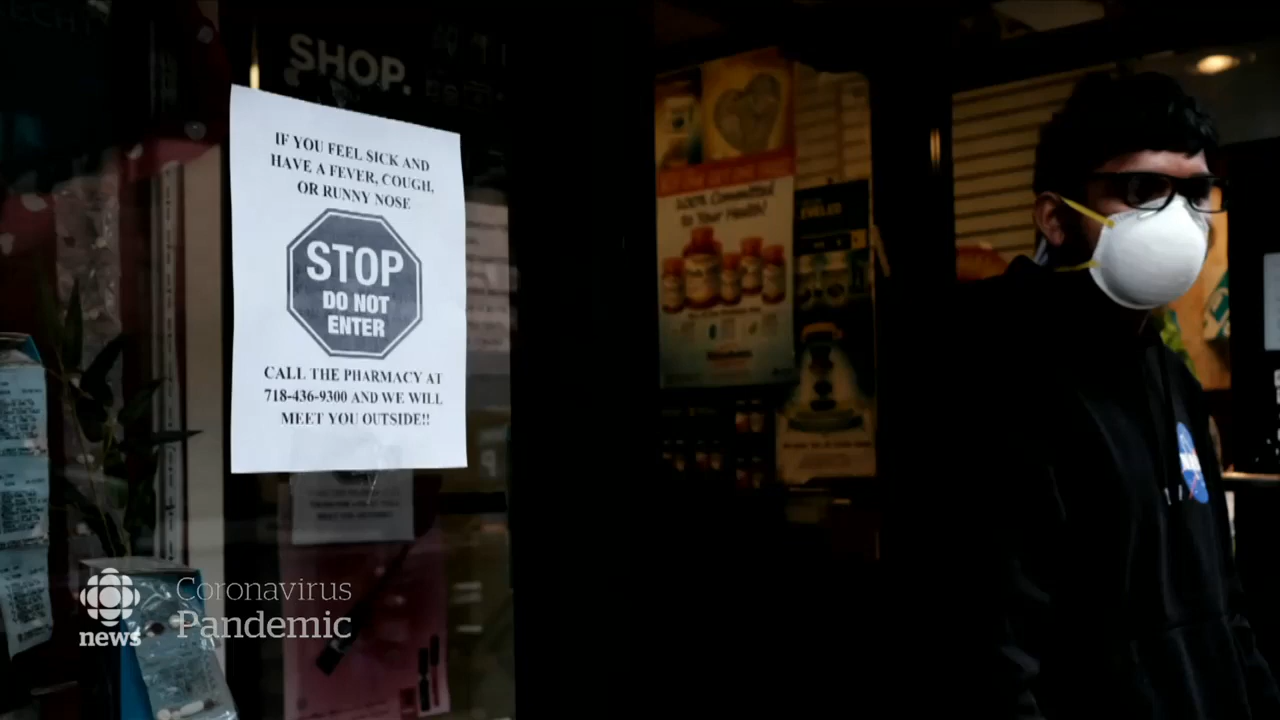 SHOP.
IF YOU FEEL SICK AND
HAVE A FEVER, COUGH,
OR RUNNY NOSE
STOP
DO NOT
ENTER
CALL THE PHARMACY AT
718-436-9300 AND WE WILL
MEET YOU OUTSIDE!!
100% Committed
to Your Health!
NASA
news
Coronavirus
Pandemic